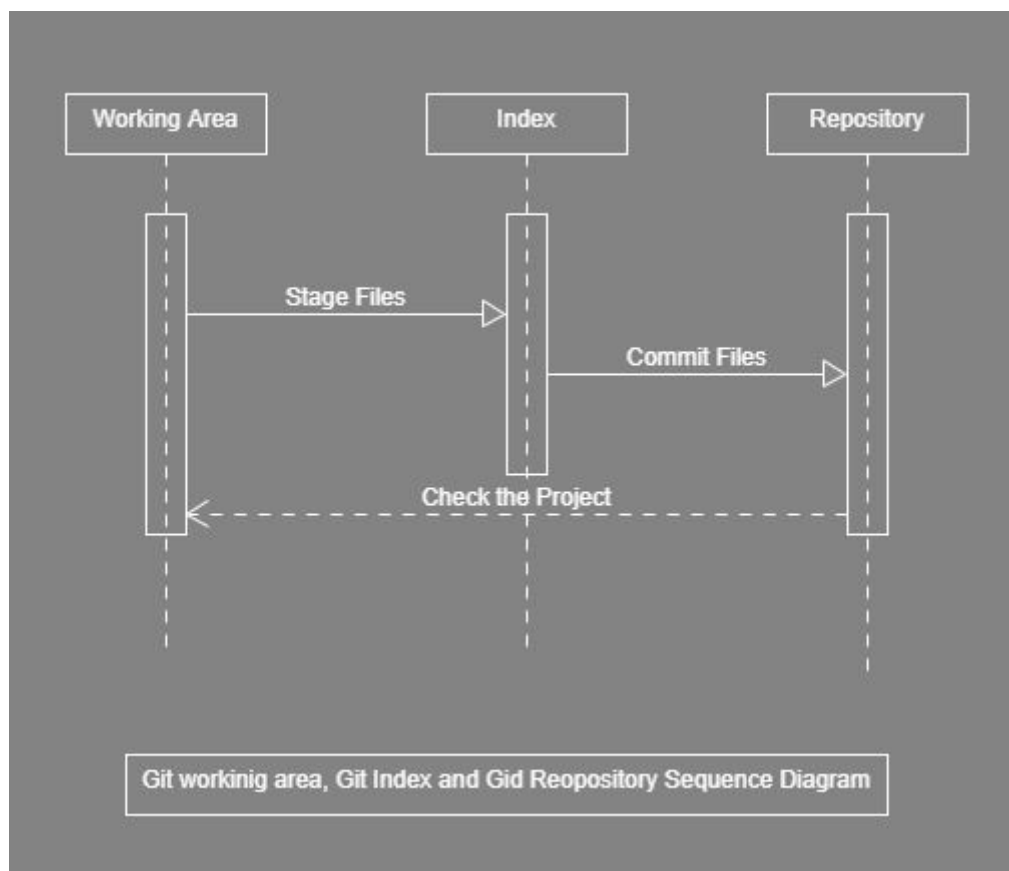 Working Area
Index
Repository
Stage Files
Commit Files
Check the Project
Git workinig area, Git Index and Gid Reopository Sequence Diagram